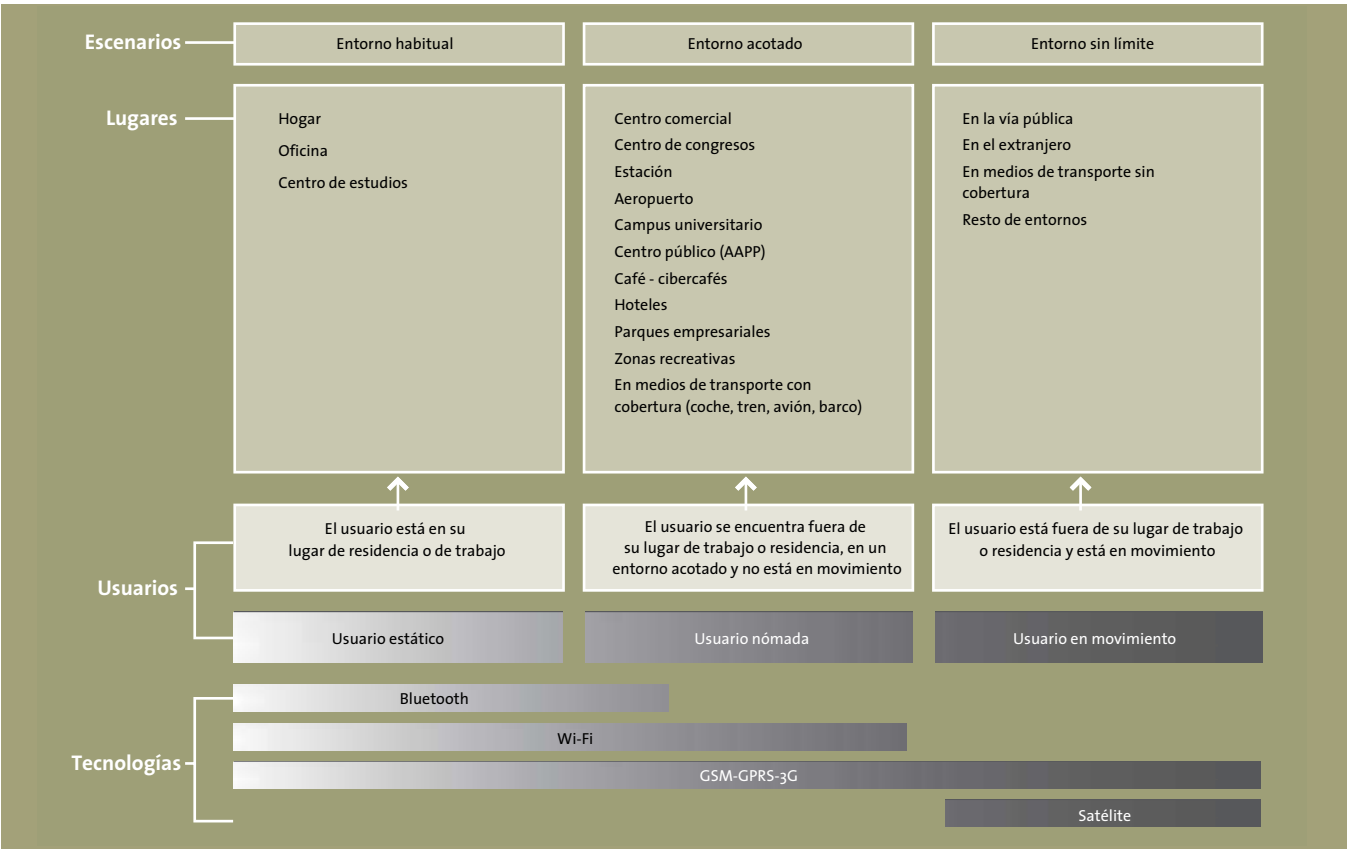 Escenarios
Entorno habitual
Entorno acotado
Entorno sin límite
Lugares
Hogar
Oficina
Centro de estudios
Centro comercial
Centro de congresos
Estación
Aeropuerto
Campus universitario
Centro público (AAPP)
Café - cibercafés
Hoteles
Parques empresariales
Zonas recreativas
En medios de transporte con
cobertura (coche, tren, avión, barco)
En la vía pública
En el extranjero
En medios de transporte sin
cobertura
Resto de entornos
Usuarios
El usuario está en su
lugar de residencia o de trabajo
El usuario se encuentra fuera de
su lugar de trabajo o residencia, en un
entorno acotado y no está en movimiento
El usuario está fuera de su lugar de trabajo
o residencia y está en movimiento
Usuario estático
Usuario nómada
Usuario en movimiento
Tecnologías
Bluetooth
Wi-Fi
GSM-GPRS-3G
Satélite